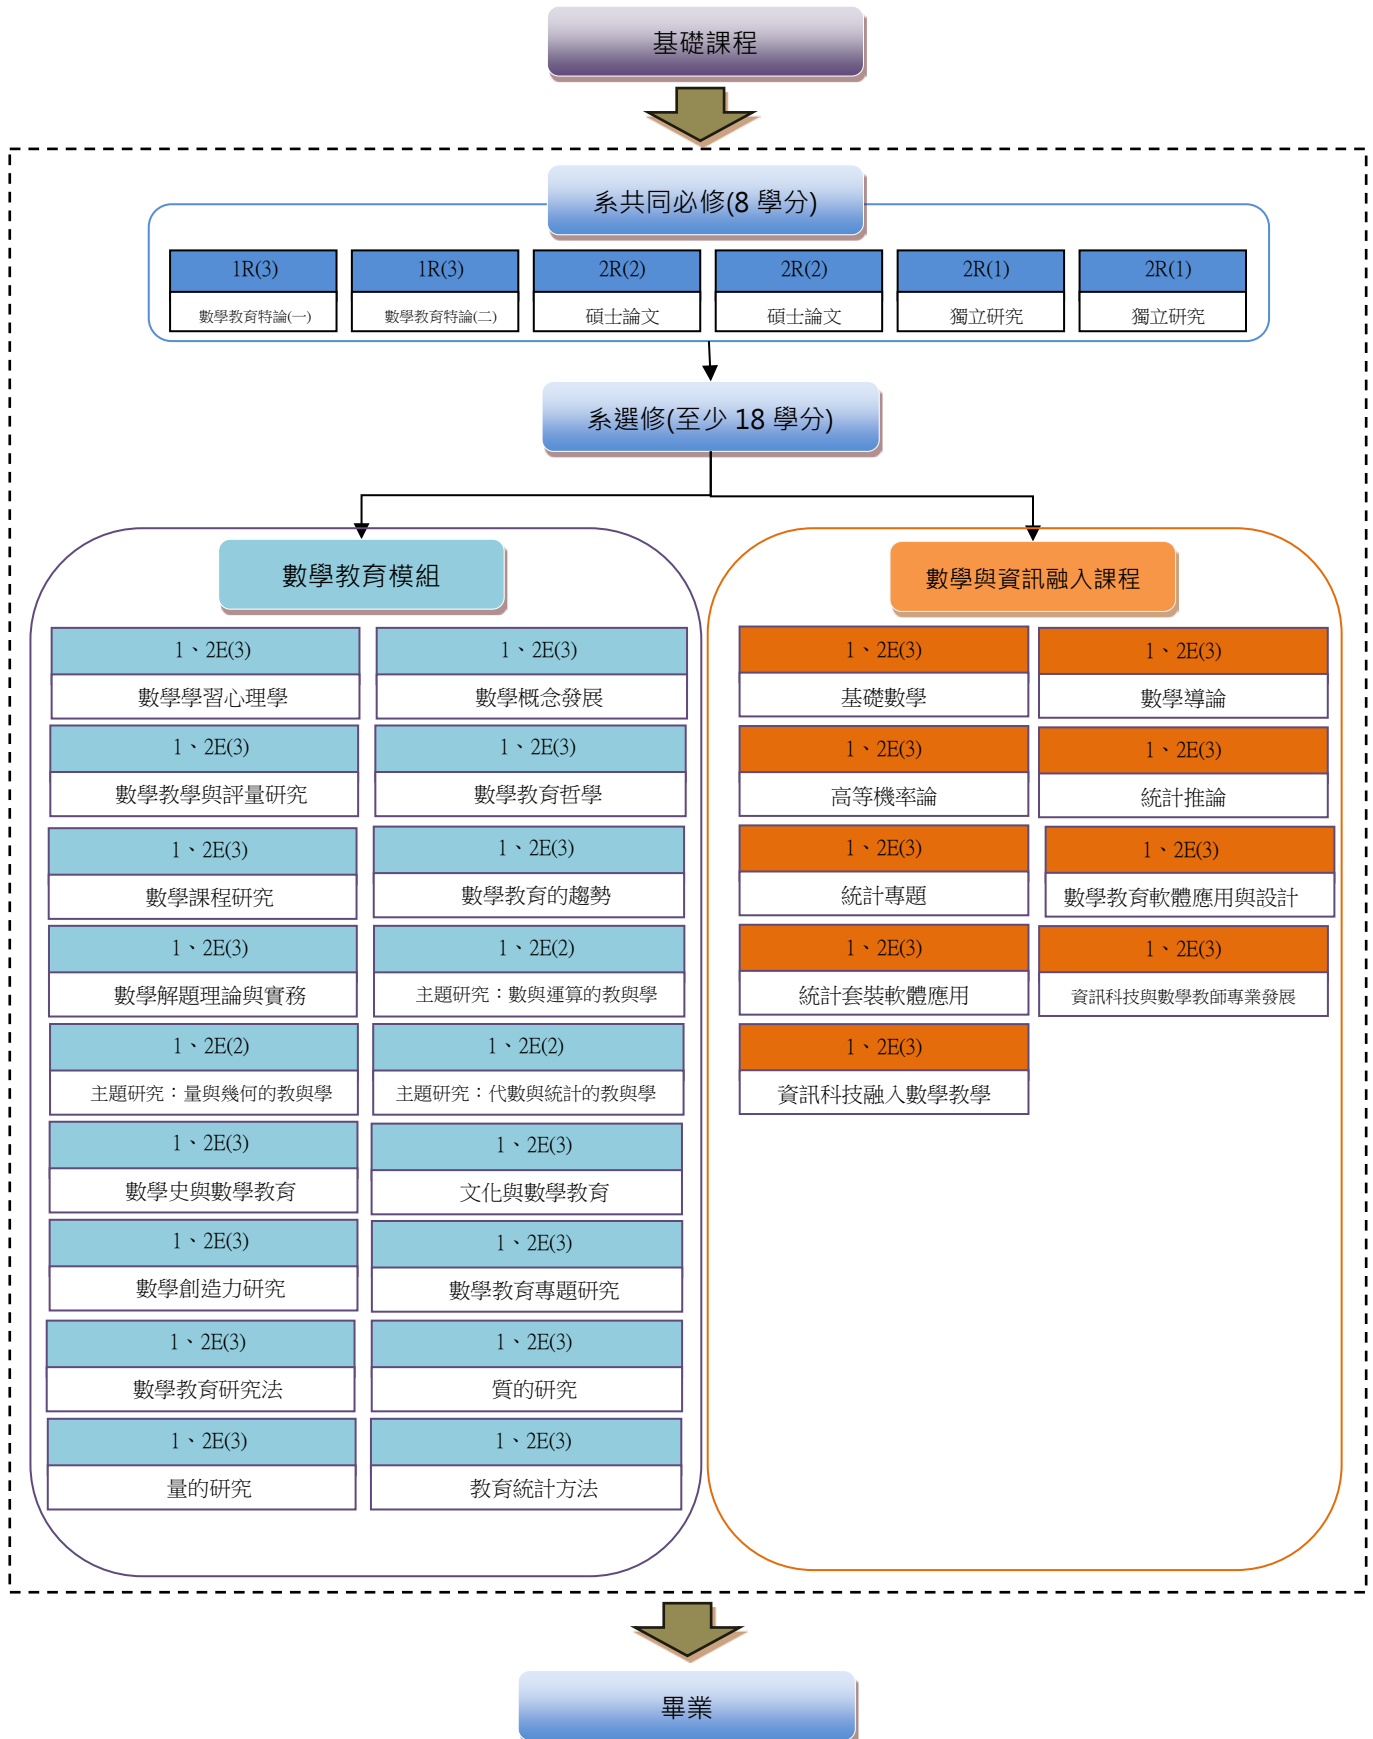 基礎課程
系共同必修(8 學分)
1R(3)
數學教育特論(一)
1R(3)
數學教育特論(二)
2R(2)
碩士論文
2R(2)
碩士論文
2R(1)
獨立研究
2R(1)
獨立研究
系選修(至少 18 學分)
數學教育模組
1、2E(3)
數學學習心理學
1、2E(3)
數學概念發展
1、2E(3)
數學教學與評量研究
1、2E(3)
數學教育哲學
1、2E(3)
數學課程研究
1、2E(3)
數學教育的趨勢
1、2E(3)
數學解題理論與實務
1、2E(2)
主題研究：數與運算的教與學
1、2E(2)
主題研究：量與幾何的教與學
1、2E(2)
主題研究：代數與統計的教與學
1、2E(3)
數學史與數學教育
1、2E(3)
文化與數學教育
1、2E(3)
數學創造力研究
1、2E(3)
數學教育專題研究
1、2E(3)
數學教育研究法
1、2E(3)
質的研究
1、2E(3)
量的研究
1、2E(3)
教育統計方法
數學與資訊融入課程
1、2E(3)
基礎數學
1、2E(3)
數學導論
1、2E(3)
高等機率論
1、2E(3)
統計推論
1、2E(3)
統計專題
1、2E(3)
數學教育軟體應用與設計
1、2E(3)
統計套裝軟體應用
1、2E(3)
資訊科技與數學教師專業發展
1、2E(3)
資訊科技融入數學教學
畢業